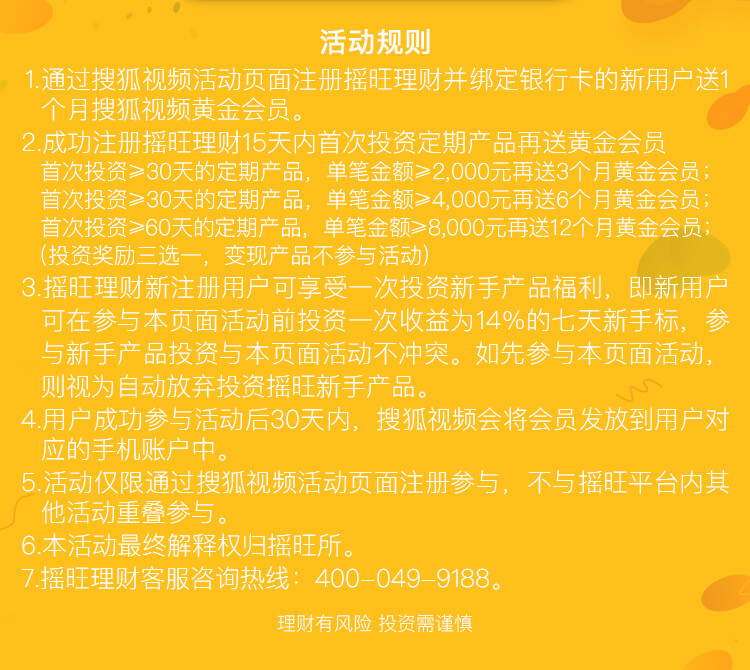 活动规则
1.通过搜狐视频活动页面注册摇旺理财并绑定银行卡的新用户送1
个月搜狐视频黄金会员。
2.成功注册摇旺理财15天内首次投资定期产品再送黄金会员
首次投资≥30天的定期产品，单笔金额≥2,000元再送3个月黄金会员；
首次投资≥30天的定期产品，单笔金额≥4,000元再送6个月黄金会员；
首次投资≥60天的定期产品，单笔金额≥8,000元再送12个月黄金会员；
(投资奖励三选一，变现产品不参与活动)
3.摇旺理财新注册用户可享受一次投资新手产品福利，即新用户
可在参与本页面活动前投资一次收益为14%的七天新手标，参
与新手产品投资与本页面活动不冲突。如先参与本页面活动，
则视为自动放弃投资摇旺新手产品。
4.用户成功参与活动后30天内，搜狐视频会将会员发放到用户对
应的手机账户中。
5.活动仅限通过搜狐视频活动页面注册参与，不与摇旺平台内其
他活动重叠参与。
6.本活动最终解释权归摇旺所。
7.摇旺理财客服咨询热线：400-049-9188。
理财有风险 投资需谨慎